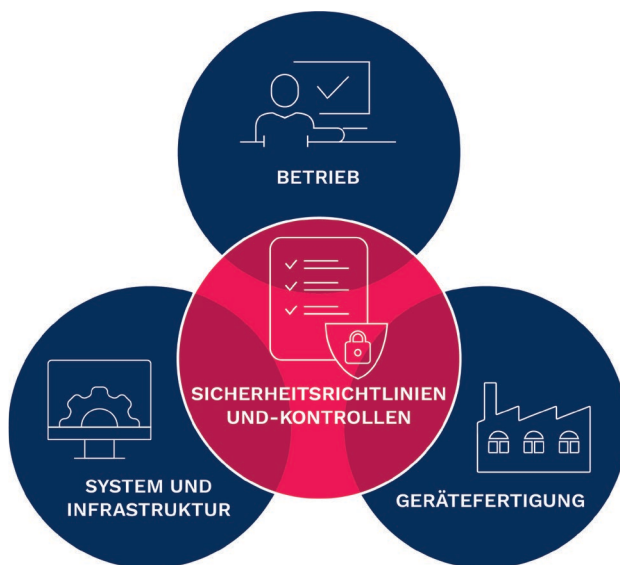 BETRIEB
SICHERHEITSRICHTLINIEN
UND-KONTROLLEN
SYSTEM UND
INFRASTRUKTUR
GERÄTEFERTIGUNG